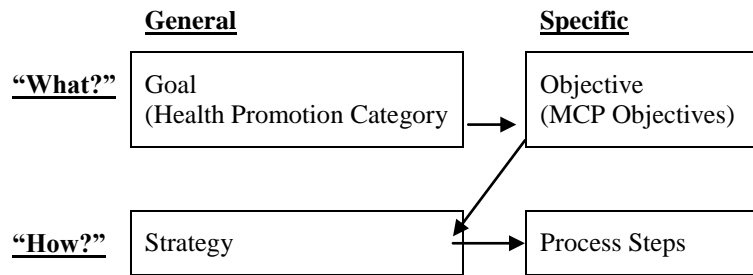 General Specific
“What?” Goal Objective
(Health Promotion Category (MCP Objectives)
“How?” Strategy Process Steps